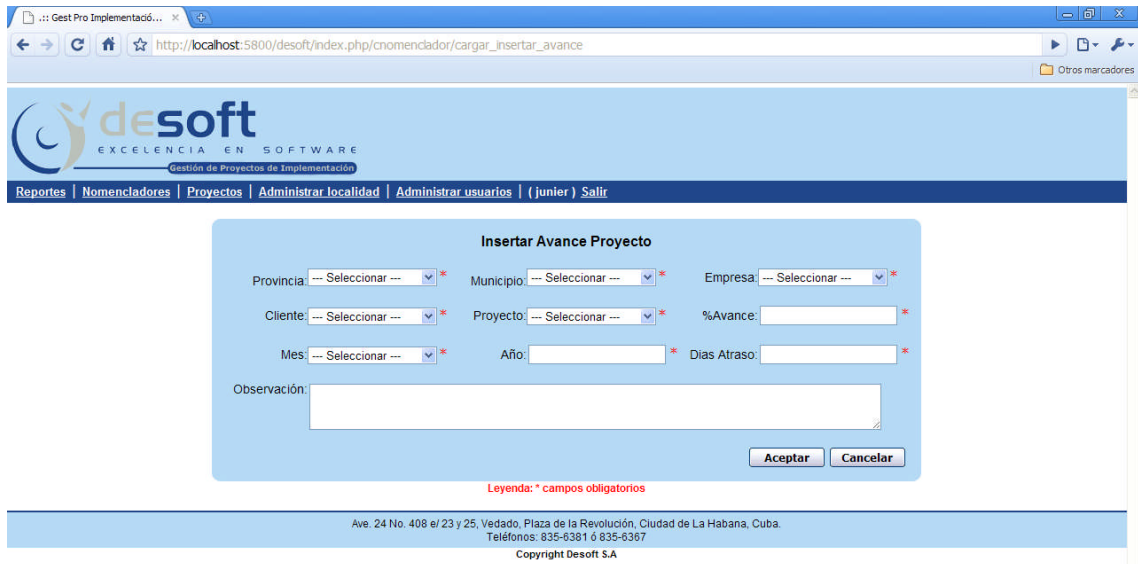 .:: Gest Pro Implementació...
http://localhost:5800/desoft/index.php/cnomenclador/cargar_insertar_avance
Otros marcadores
desoft
EXCELENCIA EN SOFTWARE
Gestión de Proyectos de Implementación
Reportes | Nomencladores | Proyectos | Administrar localidad | Administrar usuarios | ( junier ) Salir
Insertar Avance Proyecto
Provincia: --- Seleccionar --- * Municipio: --- Seleccionar --- * Empresa: --- Seleccionar --- *
Cliente: --- Seleccionar --- * Proyecto: --- Seleccionar --- * %Avance: *
Mes: --- Seleccionar --- * Año: * Dias Atraso: *
Observación:
Aceptar Cancelar
Leyenda: * campos obligatorios
Ave. 24 No. 408 e/ 23 y 25, Vedado, Plaza de la Revolución, Ciudad de La Habana, Cuba.
Teléfonos: 835-6381 ó 835-6367
Copyright Desoft S.A